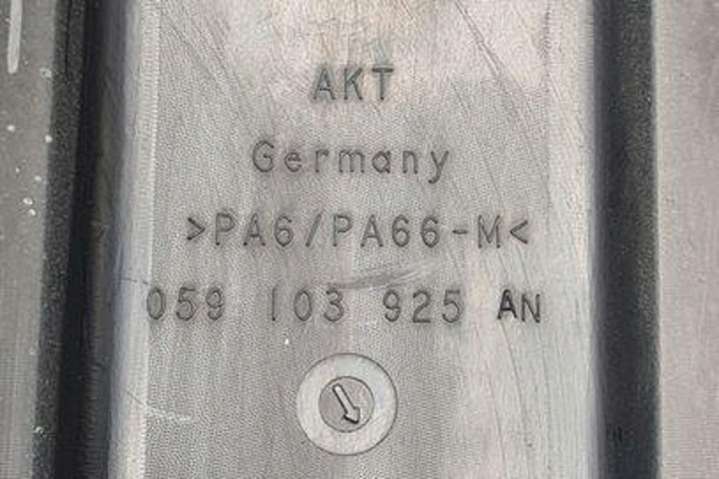 AKT
Germany
>PA6/PA66-M<
059 103 925 AN